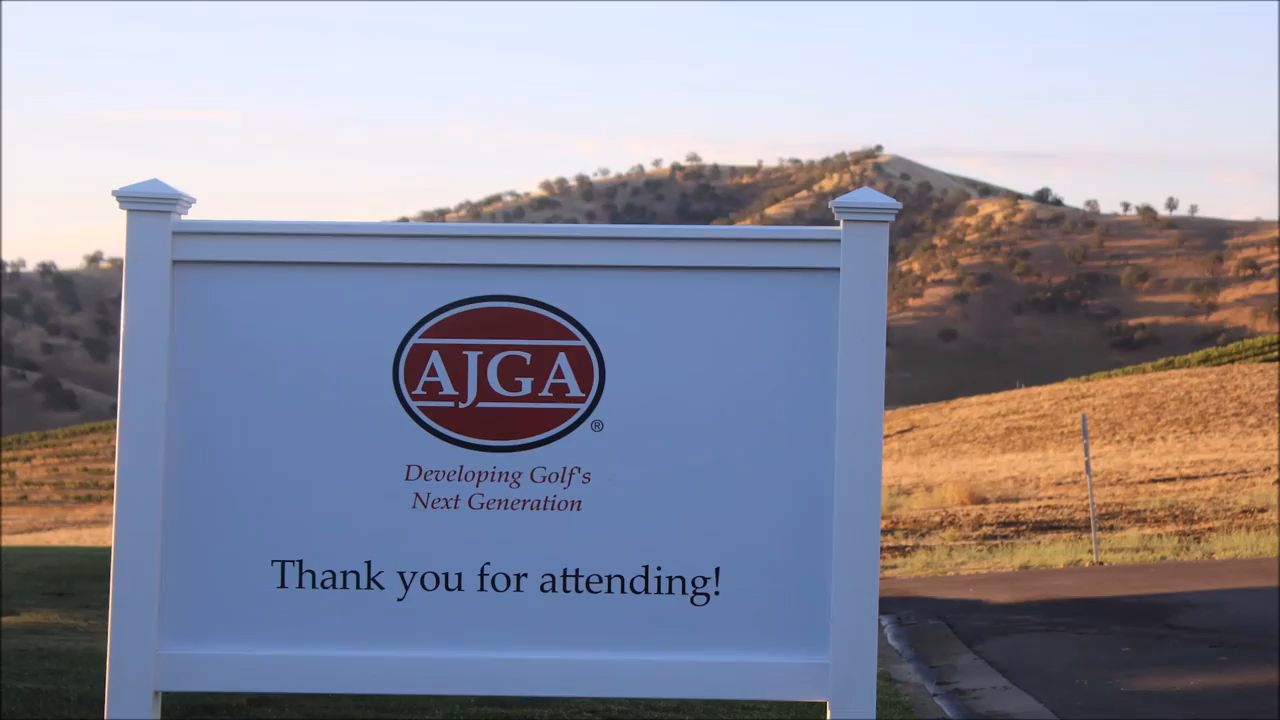 AJGA
®
Developing Golf's
Next Generation
Thank you for attending!